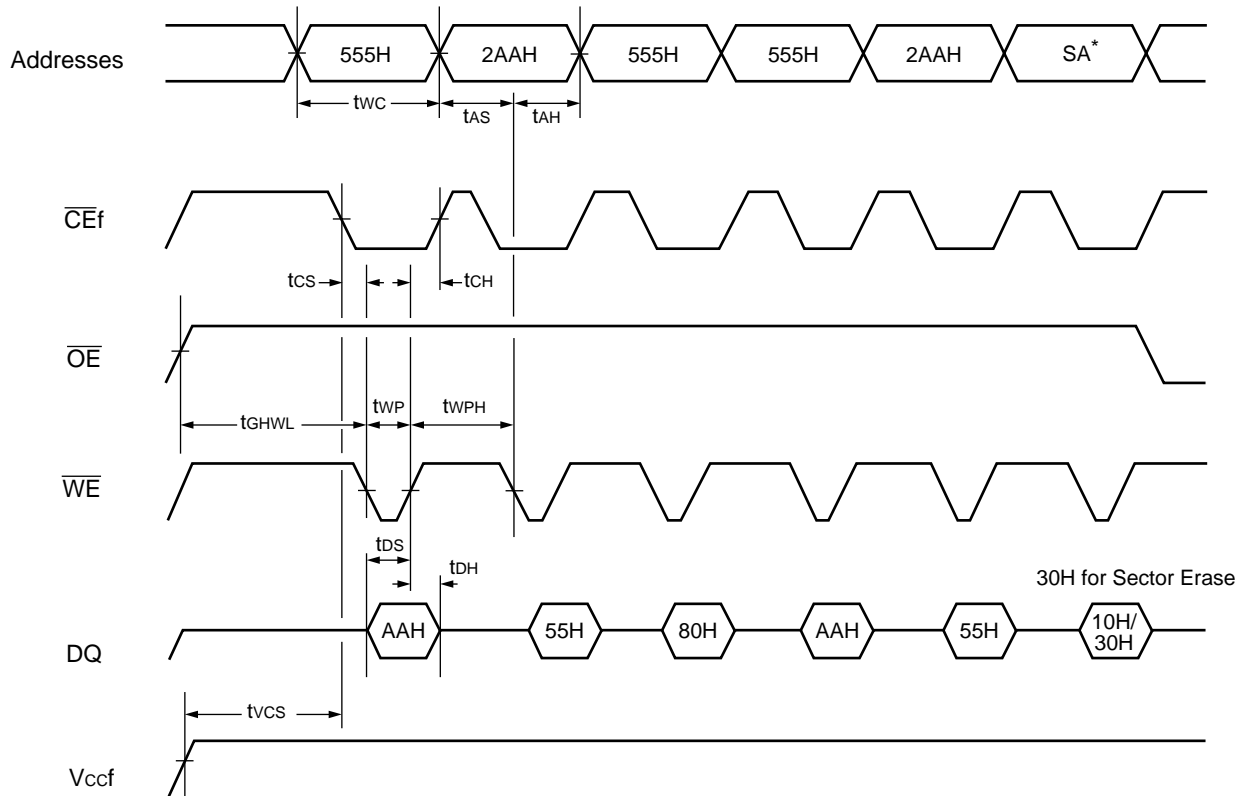 Addresses 555H 2AAH 555H 555H 2AAH SA*
tWC tAS tAH
CEf
tCS tCH
OE
tGHWL tWP tWPH
WE
tDS
tDH
30H for Sector Erase
DQ AAH 55H 80H AAH 55H 10H/
30H
tVCS
VCCf